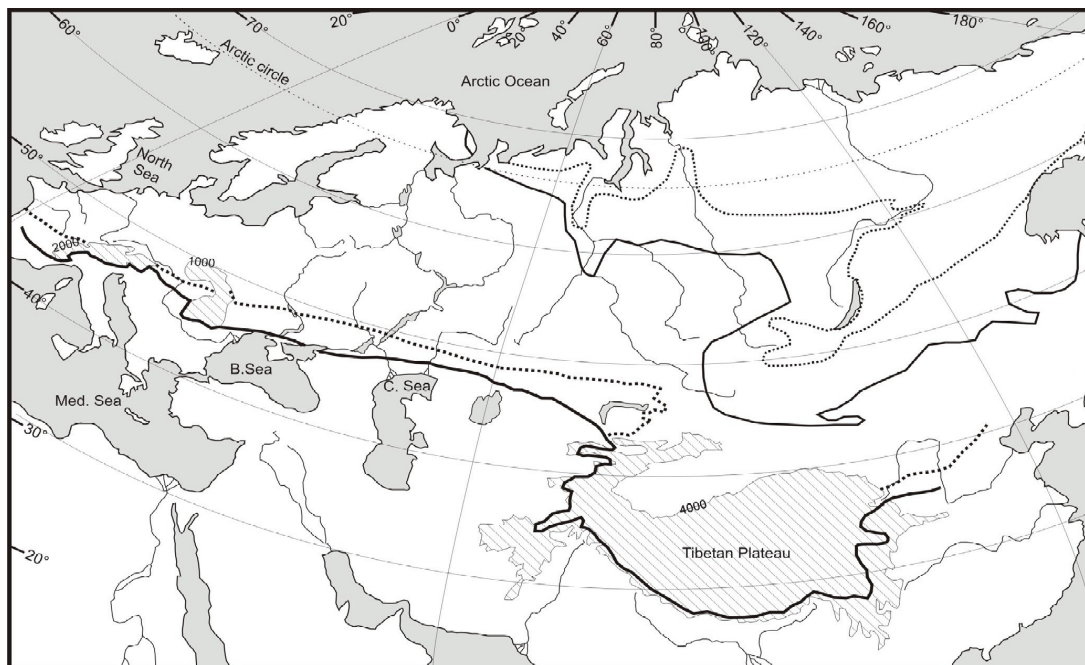 60°
70°
20°
0°
20°
40°
60°
80°
100°
120°
140°
160°
180°
Arctic circle
Arctic Ocean
50°
North
Sea
2000
1000
40°
B.Sea
C. Sea
Med. Sea
30°
4000
Tibetan Plateau
20°